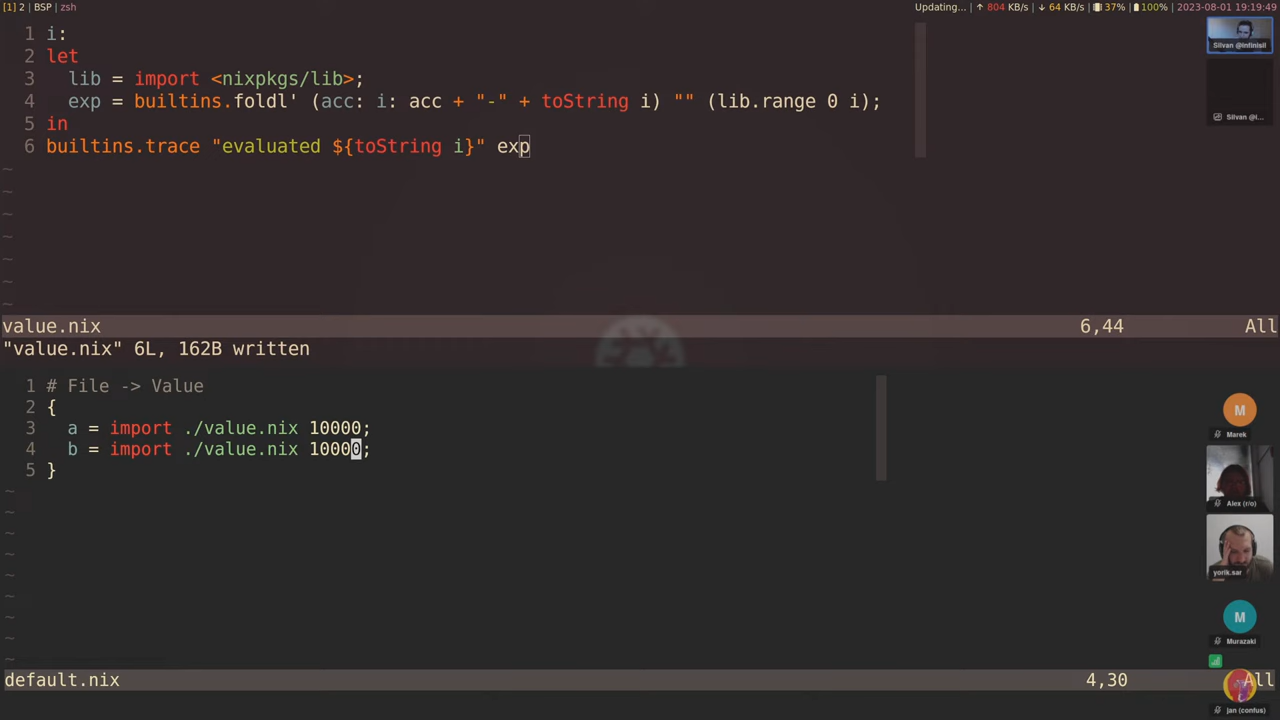 [1] 2 | BSP | zsh
Updating... | ↑ 804 KB/s | ↓ 64 KB/s | 37% | 100% | 2023-08-01 19:19:49
1 i:
2 let
3   lib = import <nixpkgs/lib>;
4   exp = builtins.foldl' (acc: i: acc + "-" + toString i) "" (lib.range 0 i);
5 in
6 builtins.trace "evaluated ${toString i}" exp
~
~
~
~
~
~
~
value.nix 6,44 All
"value.nix" 6L, 162B written
1 # File -> Value
2 {
3   a = import ./value.nix 10000;
4   b = import ./value.nix 10000;
5 }
~
~
~
~
~
~
~
~
~
default.nix 4,30 All
Silvan @infinisil
Silvan @i...
M
Marek
Alex (r/o)
yorik.sar
M
Murazaki
jan (confus)